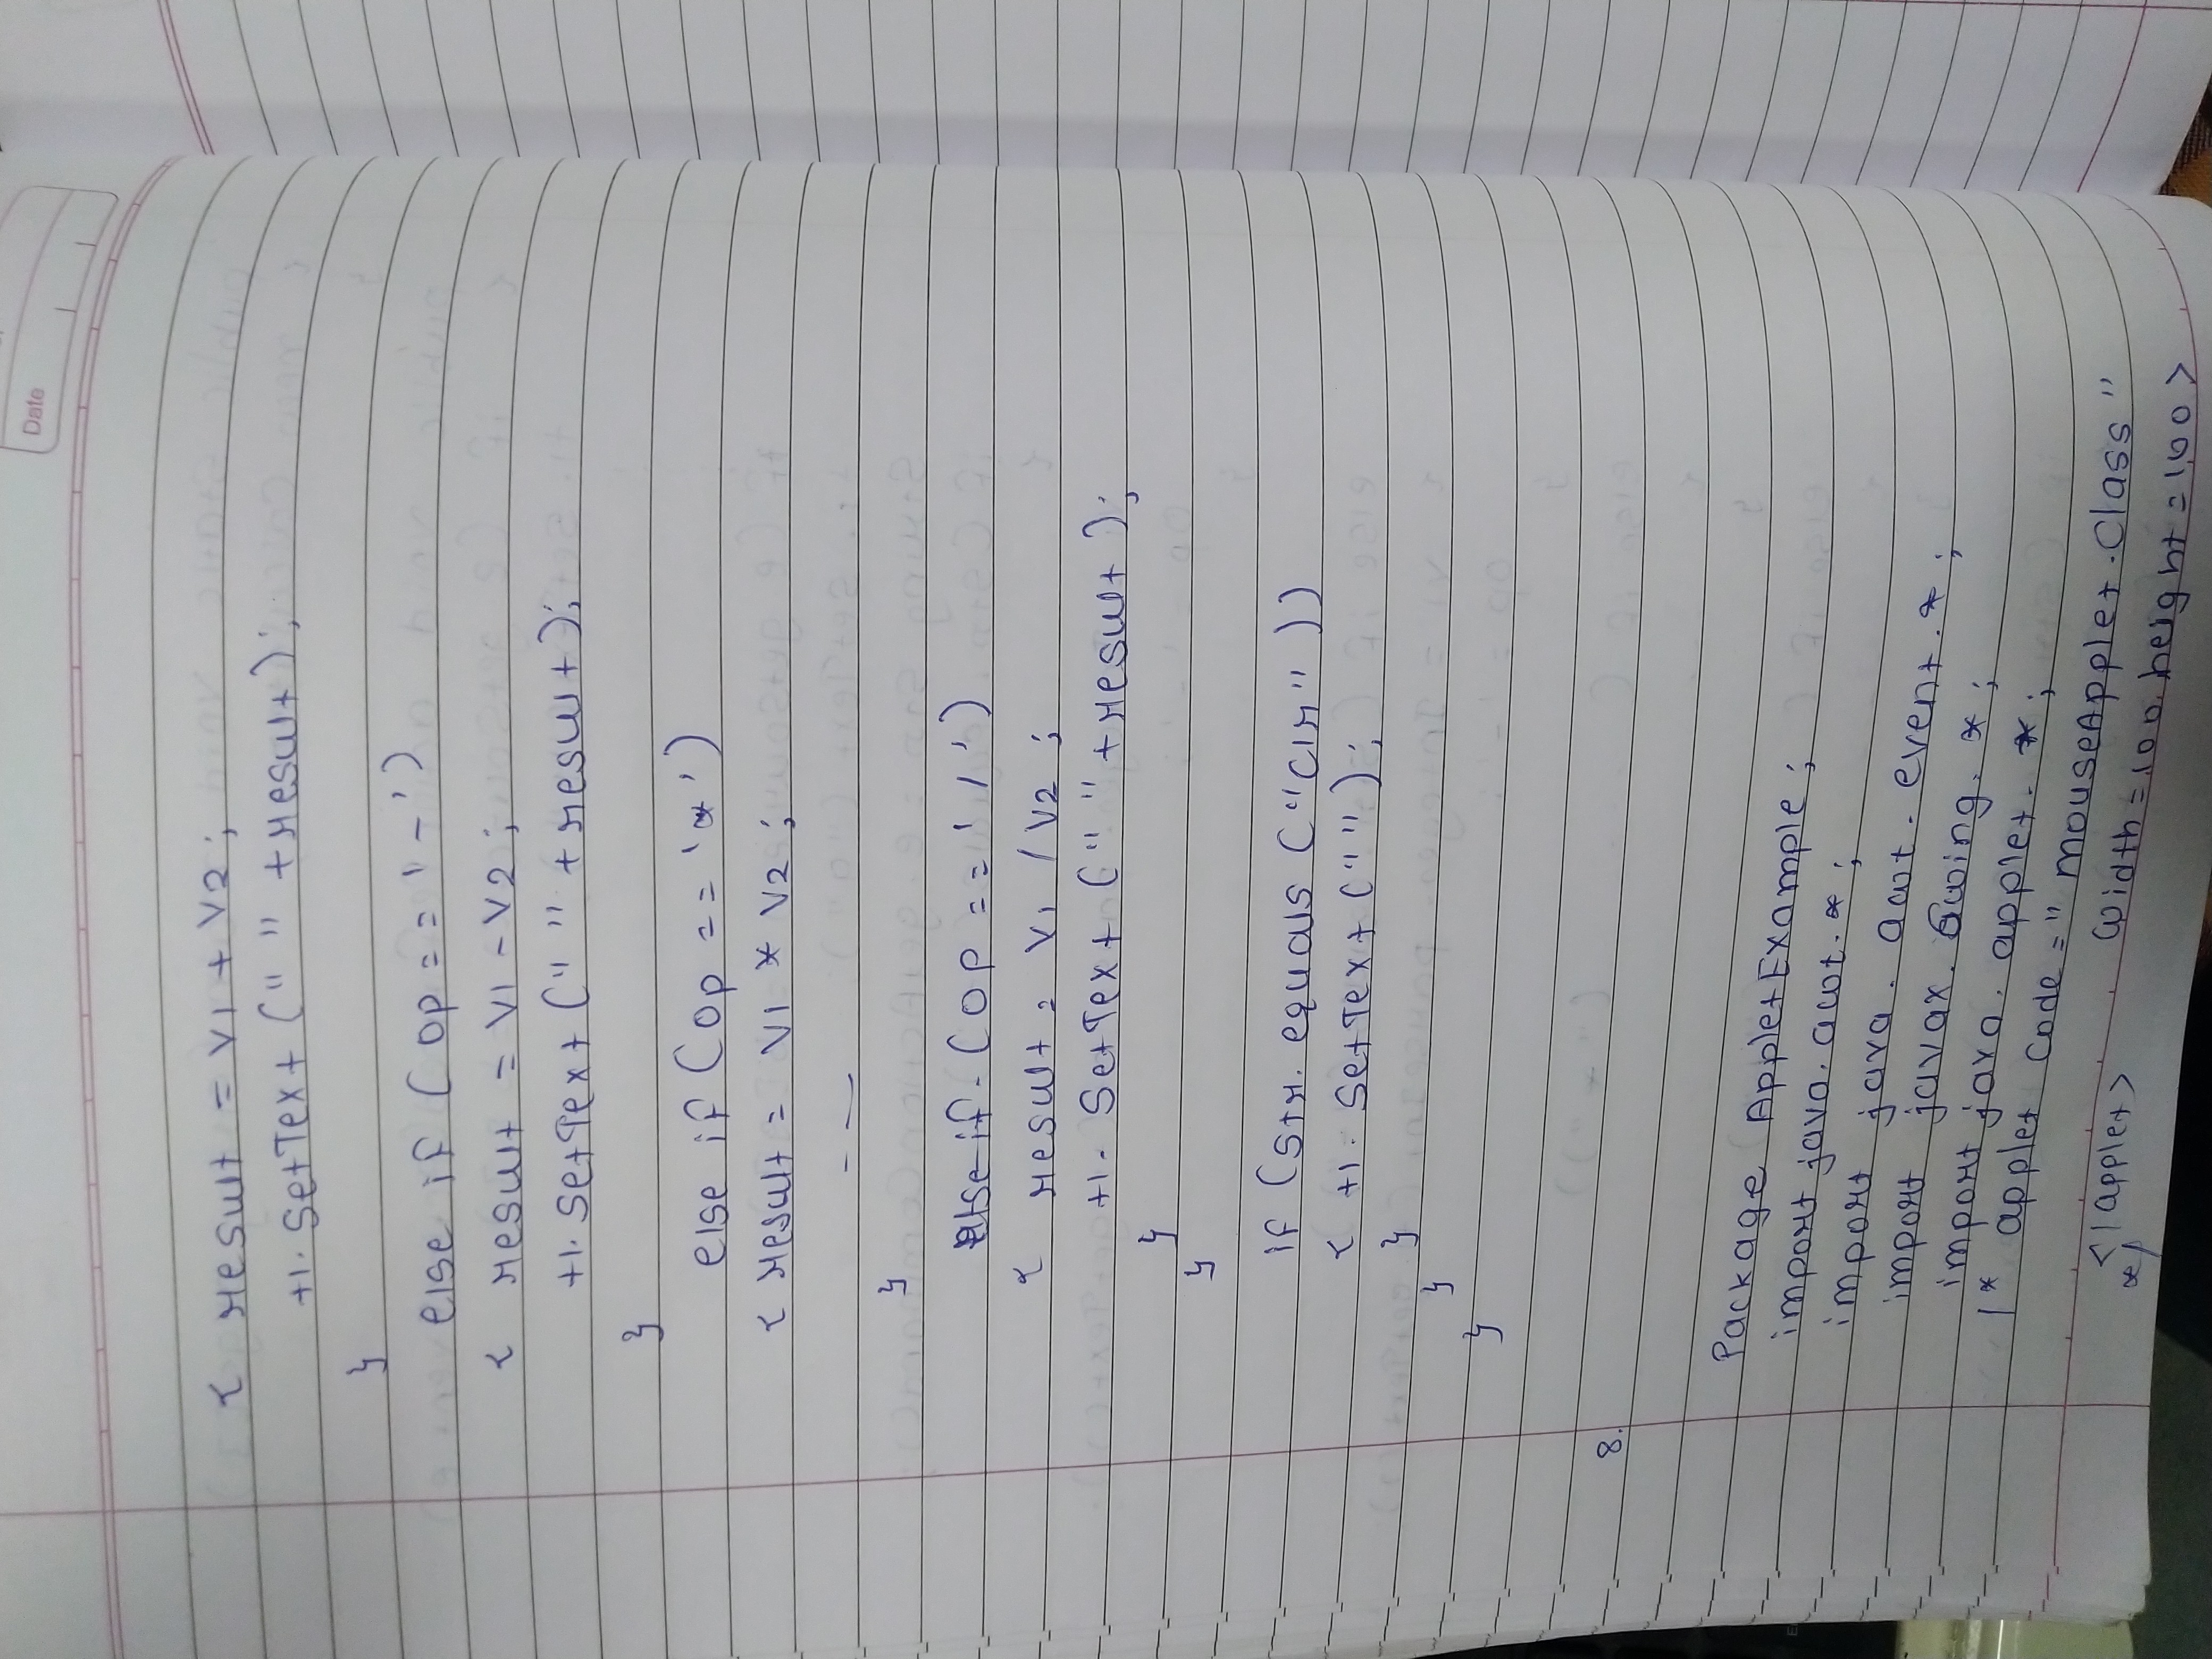 Date
{ result = v1 + v2;
t1. SetText (" " + result);
}
else if ( op == '-')
{ result = v1 - v2;
t1. SetText (" " + result);
}
else if (op == '*')
{ result = v1 * v2;
- —
}
else if (op == '/')
{ result = v1 / v2;
t1. SetText (" " + result);
}
}
if (str. equals ("clr"))
{ t1. SetText ("");
}
}
}
8.
Package AppletExample;
import java. awt. *;
import java. awt. event. *;
import javax. Swing. *;
import java. applet. *;
/* applet code = "mouseApplet.Class"
width = 100 height = 100 >
</applet>
*/